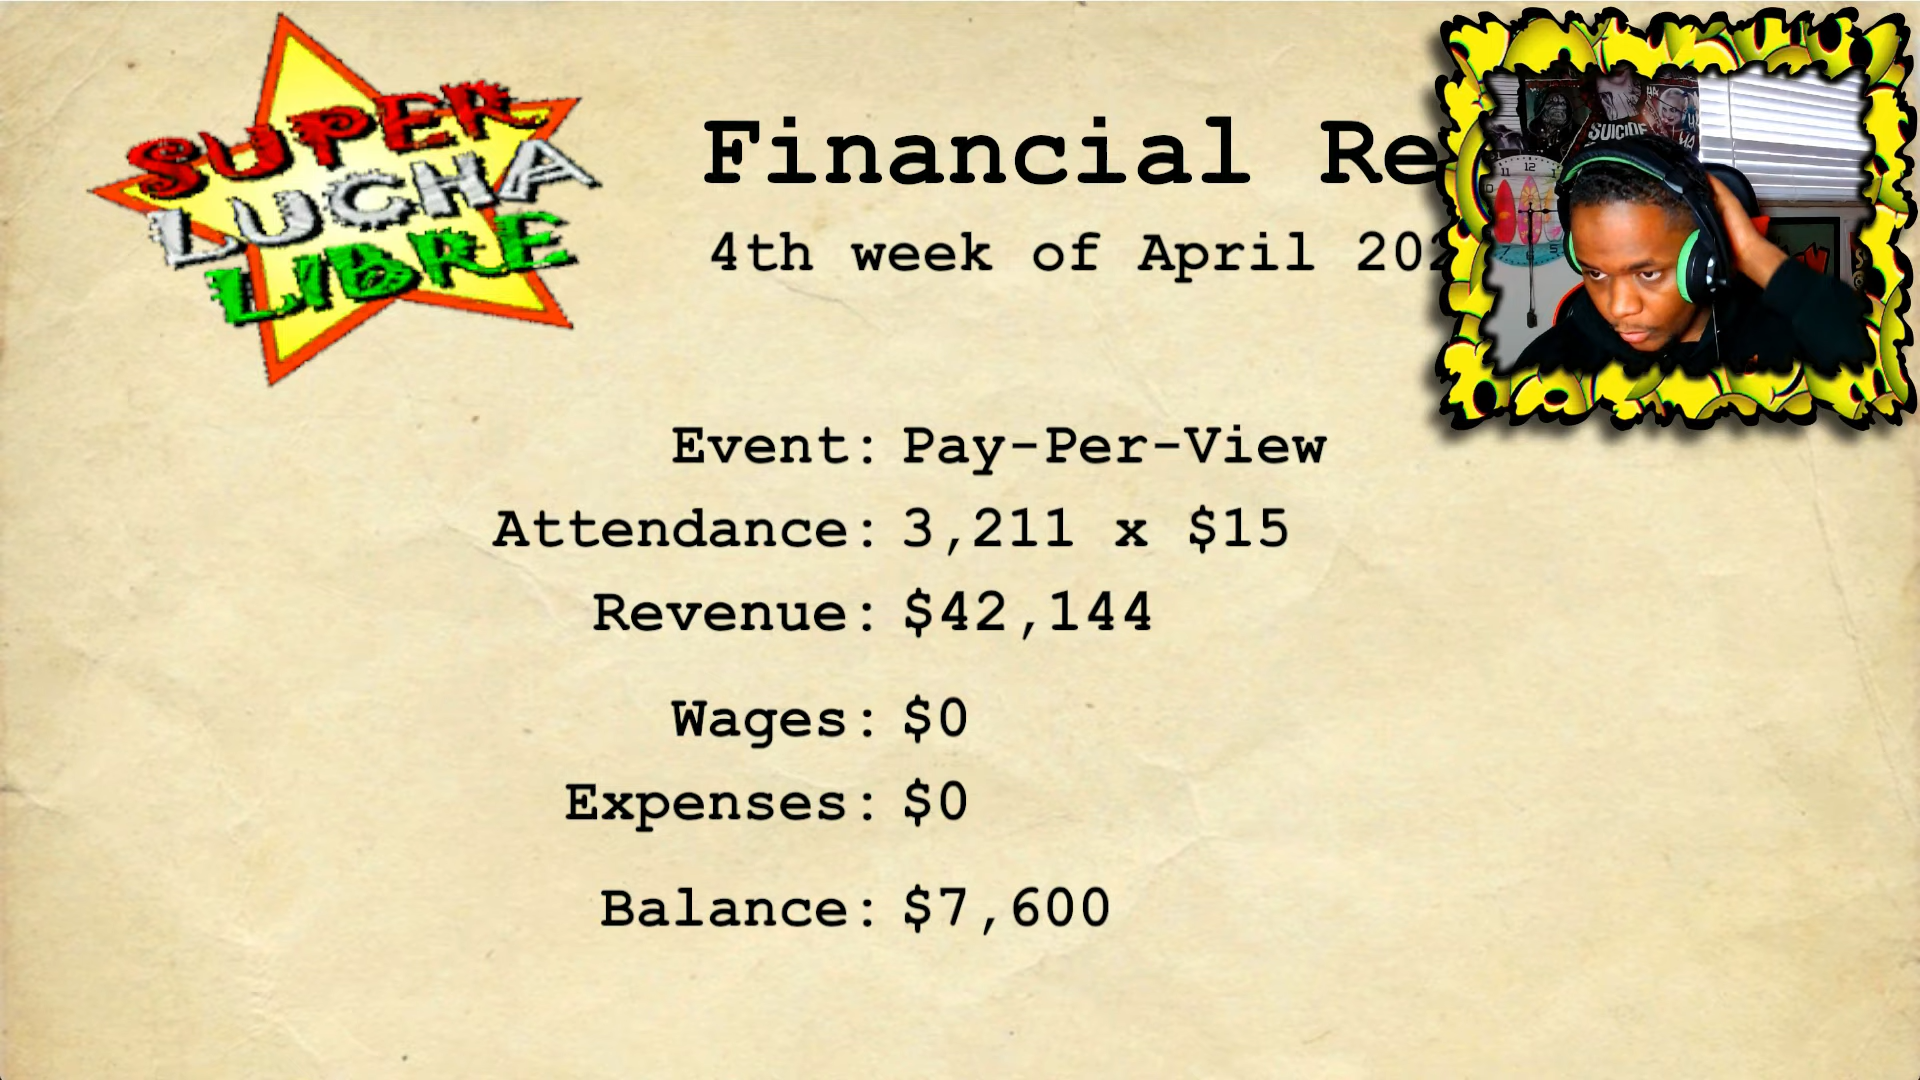 SUPER
LUCHA
LIBRE
Financial Re
4th week of April 202
SUICIDE
Event: Pay-Per-View
Attendance: 3,211 x $15
Revenue: $42,144
Wages: $0
Expenses: $0
Balance: $7,600